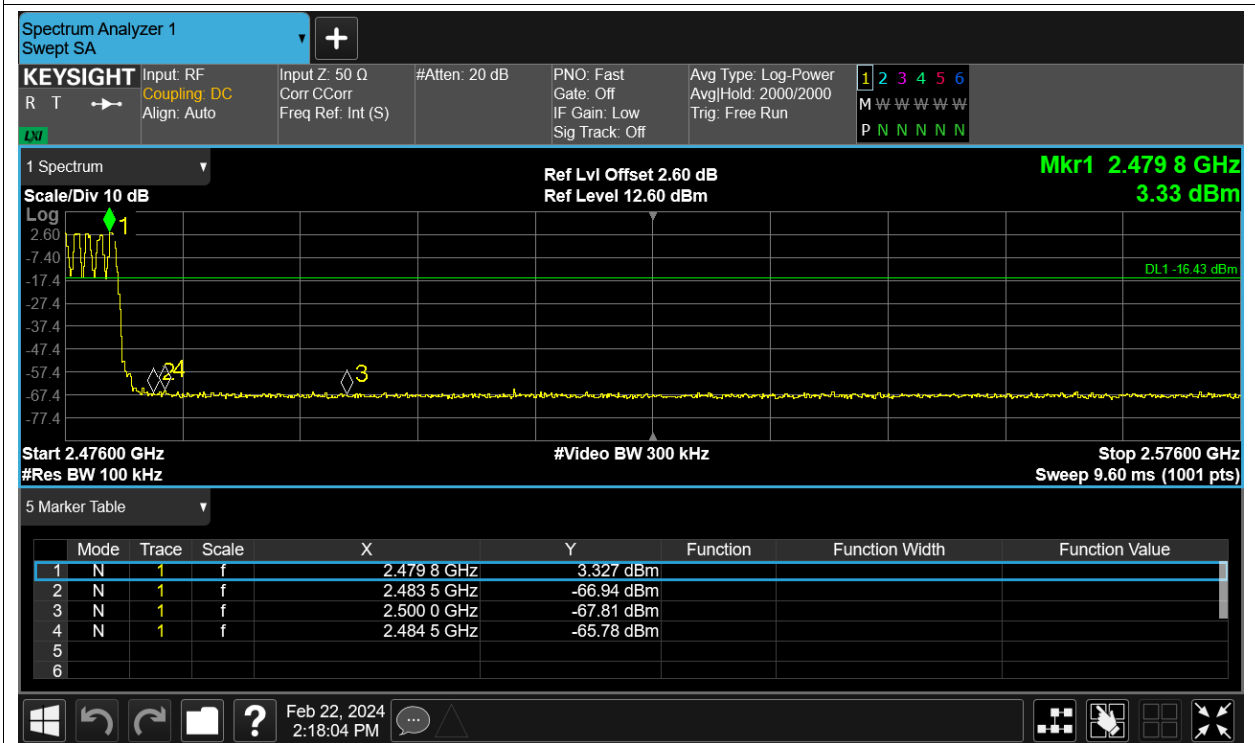 Spectrum Analyzer 1
Swept SA
KEYSIGHT
R T
LXI
Input: RF
Coupling: DC
Align: Auto
Input Z: 50 Ω
Corr CCorr
Freq Ref: Int (S)
#Atten: 20 dB
PNO: Fast
Gate: Off
IF Gain: Low
Sig Track: Off
Avg Type: Log-Power
Avg|Hold: 2000/2000
Trig: Free Run
1 2 3 4 5 6
M W W W W W
P N N N N N
1 Spectrum
Scale/Div 10 dB
Ref Lvl Offset 2.60 dB
Ref Level 12.60 dBm
Mkr1 2.479 8 GHz
3.33 dBm
Log
2.60
-7.40
-17.4
-27.4
-37.4
-47.4
-57.4
-67.4
-77.4
1
24
3
DL1 -16.43 dBm
Start 2.47600 GHz
#Video BW 300 kHz
Stop 2.57600 GHz
#Res BW 100 kHz
Sweep 9.60 ms (1001 pts)
5 Marker Table
Mode Trace Scale X Y Function Function Width Function Value
1 N 1 f 2.479 8 GHz 3.327 dBm
2 N 1 f 2.483 5 GHz -66.94 dBm
3 N 1 f 2.500 0 GHz -67.81 dBm
4 N 1 f 2.484 5 GHz -65.78 dBm
5
6
?
Feb 22, 2024
2:18:04 PM